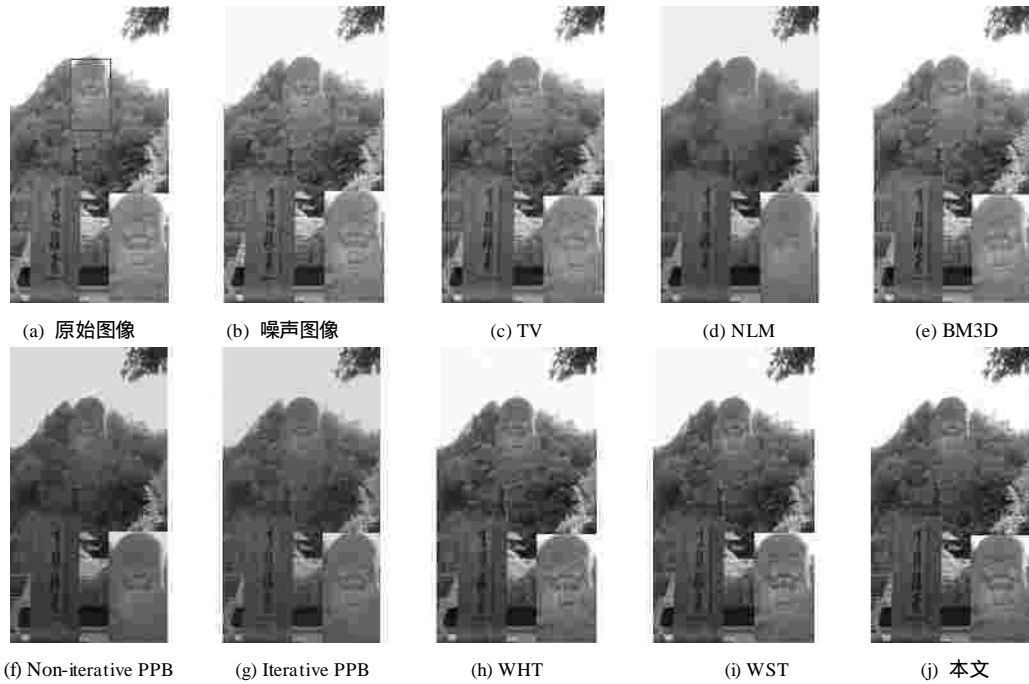 (a) 原始图像
(b) 噪声图像
(c) TV
(d) NLM
(e) BM3D
(f) Non-iterative PPB
(g) Iterative PPB
(h) WHT
(i) WST
(j) 本文